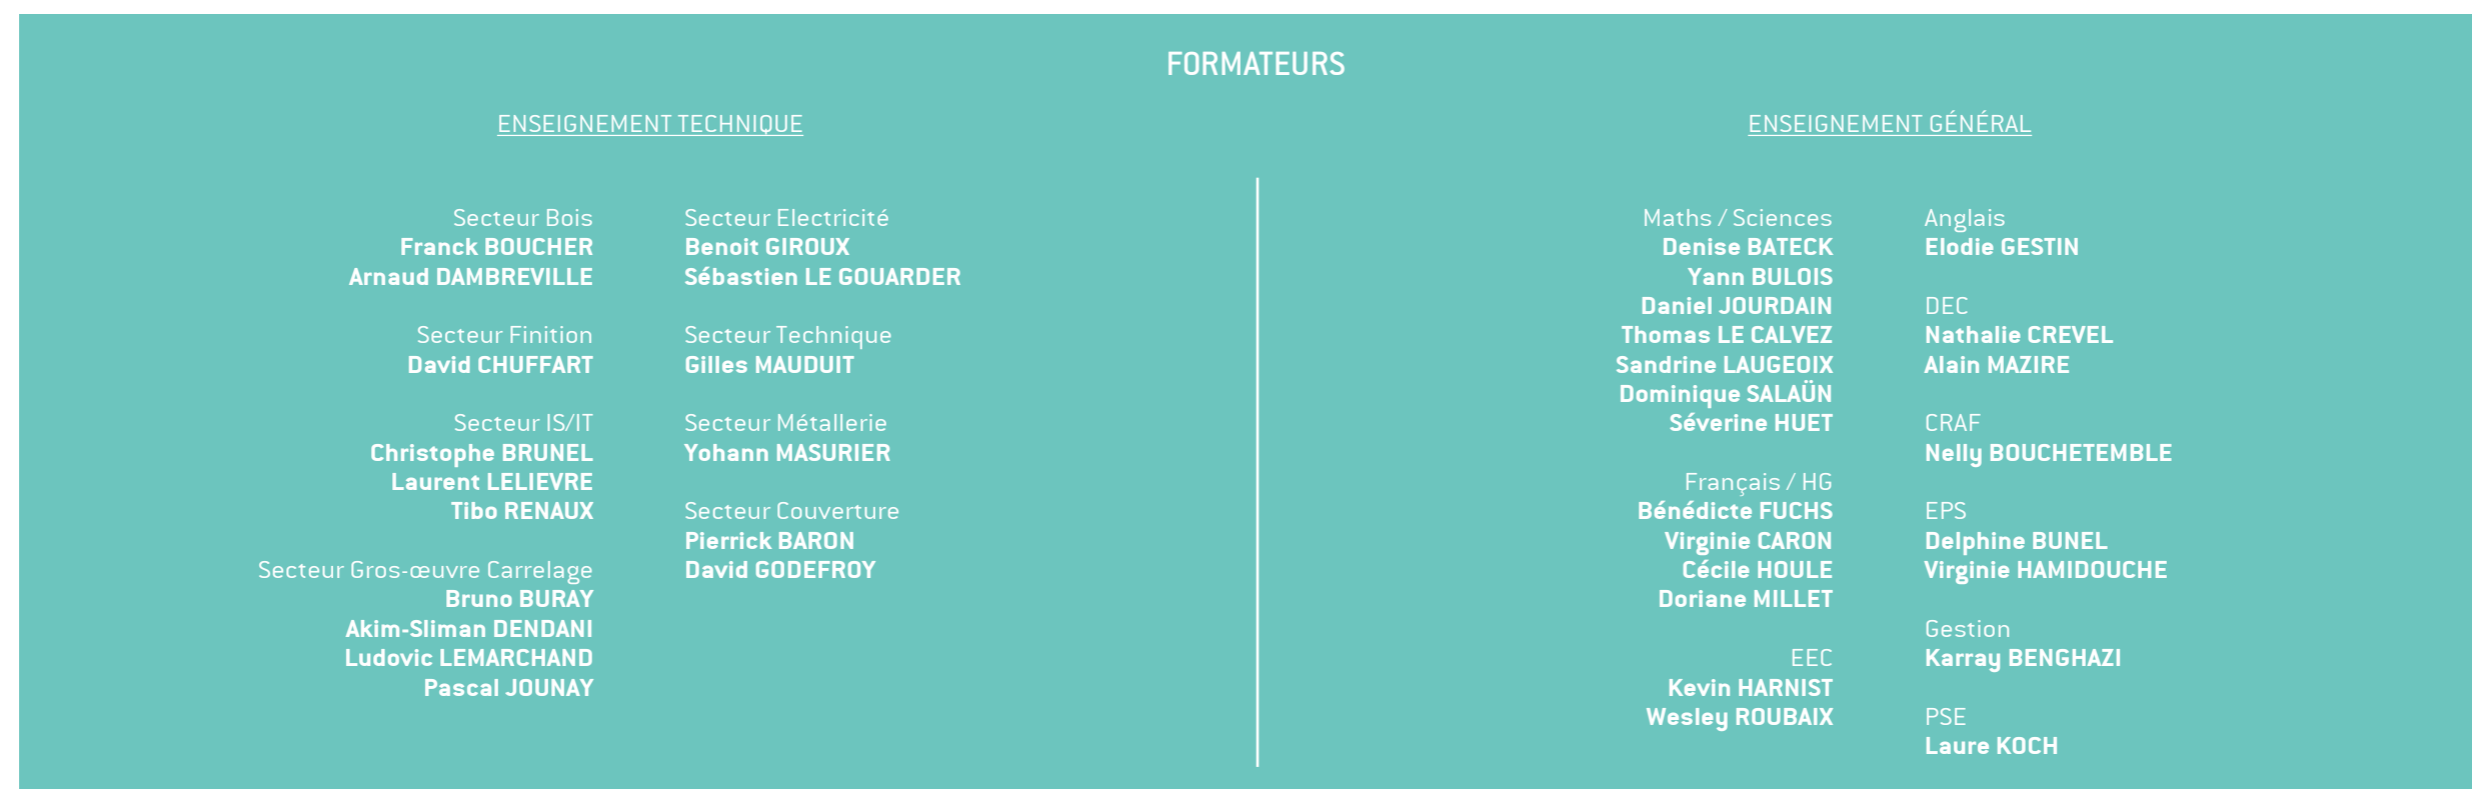 FORMATEURS
ENSEIGNEMENT TECHNIQUE
Secteur Bois
Franck BOUCHER
Arnaud DAMBREVILLE
Secteur Finition
David CHUFFART
Secteur IS/IT
Christophe BRUNEL
Laurent LELIEVRE
Tibo RENAUX
Secteur Gros-œuvre Carrelage
Bruno BURAY
Akim-Sliman DENDANI
Ludovic LEMARCHAND
Pascal JOUNAY
Secteur Electricité
Benoit GIROUX
Sébastien LE GOUARDER
Secteur Technique
Gilles MAUDUIT
Secteur Métallerie
Yohann MASURIER
Secteur Couverture
Pierrick BARON
David GODEFROY
ENSEIGNEMENT GÉNÉRAL
Maths / Sciences
Denise BATECK
Yann BULOIS
Daniel JOURDAIN
Thomas LE CALVEZ
Sandrine LAUGEOIX
Dominique SALAÜN
Séverine HUET
Français / HG
Bénédicte FUCHS
Virginie CARON
Cécile HOULE
Doriane MILLET
EEC
Kevin HARNIST
Wesley ROUBAIX
Anglais
Elodie GESTIN
DEC
Nathalie CREVEL
Alain MAZIRE
CRAF
Nelly BOUCHETEMBLE
EPS
Delphine BUNEL
Virginie HAMIDOUCHE
Gestion
Karray BENGHAZI
PSE
Laure KOCH